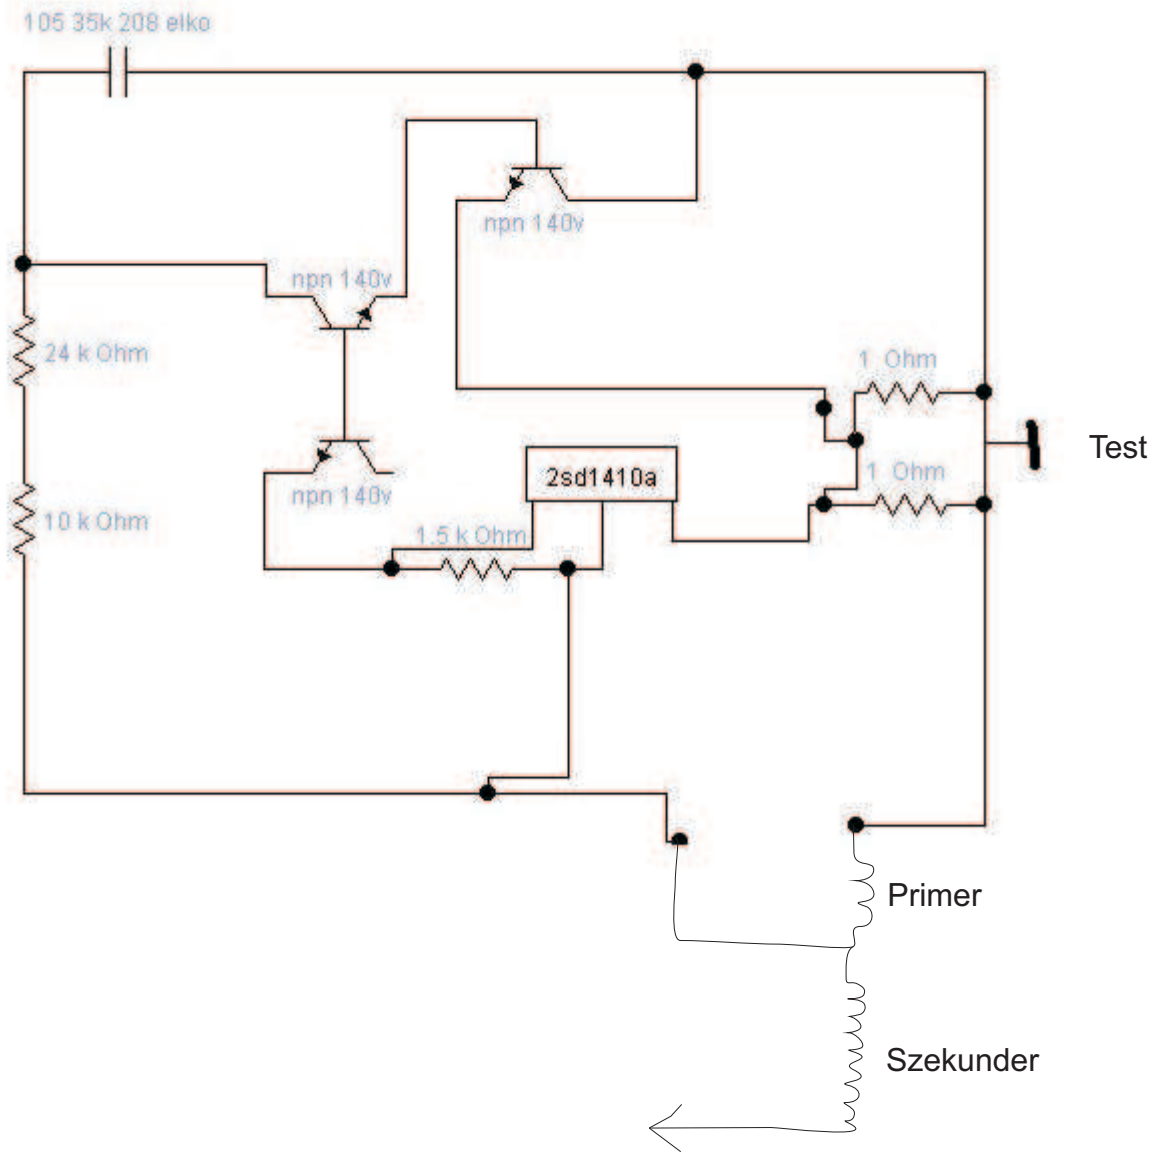 105 35k 208 elko
npn 140v
npn 140v
24 k Ohm
1 Ohm
Test
1 Ohm
2sd1410a
npn 140v
10 k Ohm
1.5 k Ohm
Primer
Szekunder